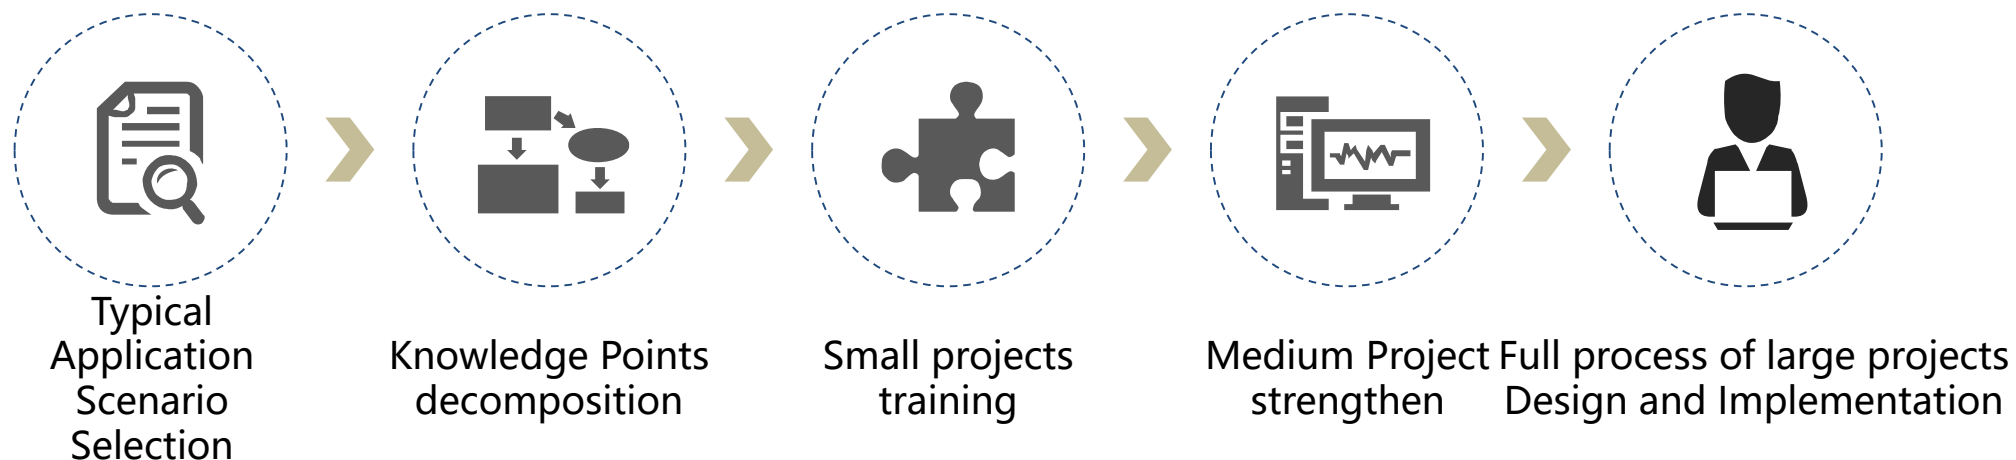 Typical
Application
Scenario
Selection
Knowledge Points
decomposition
Small projects
training
Medium Project
strengthen
Full process of large projects
Design and Implementation